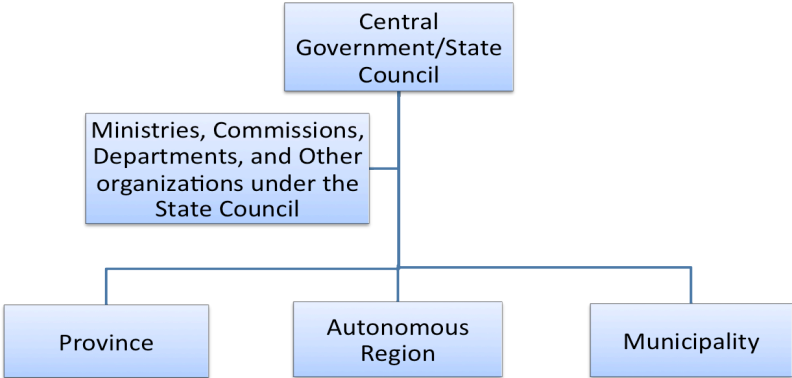 Central
Government/State
Council
Ministries, Commissions,
Departments, and Other
organizations under the
State Council
Province
Autonomous
Region
Municipality